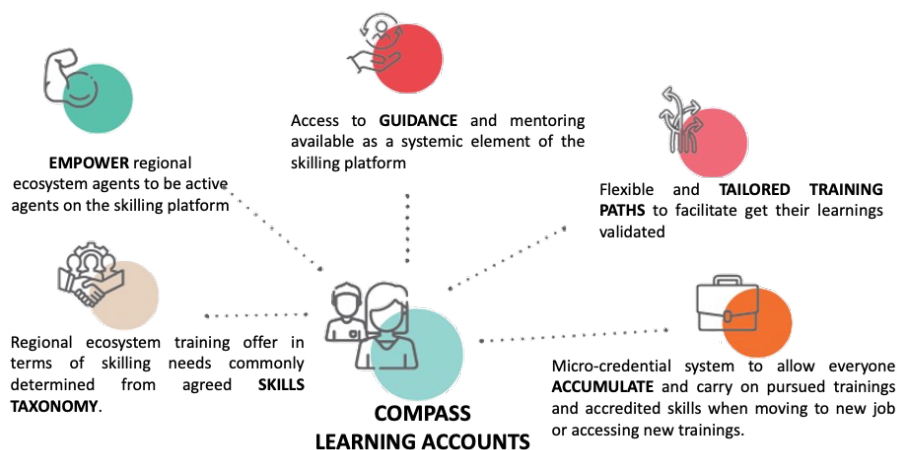 EMPOWER regional
ecosystem agents to be active
agents on the skilling platform
Access to GUIDANCE and mentoring
available as a systemic element of the
skilling platform
Flexible and TAILORED TRAINING
PATHS to facilitate get their learnings
validated
Regional ecosystem training offer in
terms of skilling needs commonly
determined from agreed SKILLS
TAXONOMY.
Micro-credential system to allow everyone
ACCUMULATE and carry on pursued trainings
and accredited skills when moving to new job
or accessing new trainings.
COMPASS
LEARNING ACCOUNTS